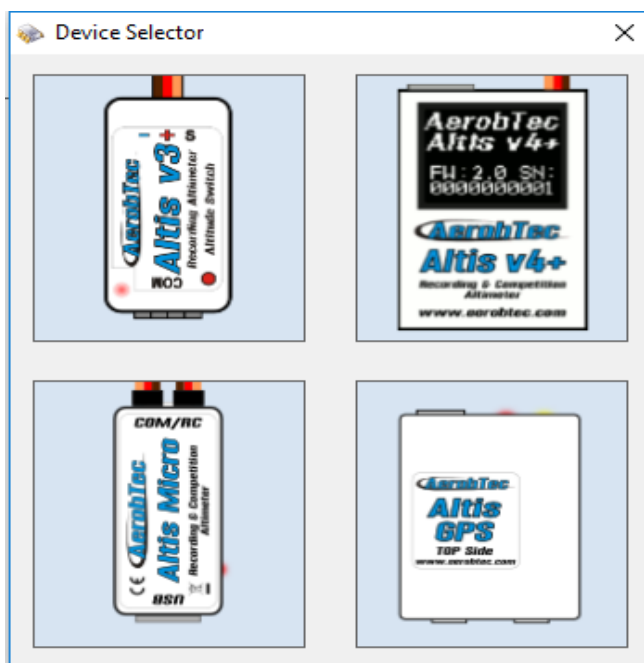 Device Selector
- + S
AerobTec
Altis v3+
Recording Altimeter
Altitude Switch
COM
AerobTec
Altis v4+
FW:2.0 SN:
0000000001
AerobTec
Altis v4+
Recording & Competition
Altimeter
www.aerobtec.com
COM/RC
AerobTec
Altis Micro
Recording & Competition
Altimeter
CE
USB
AerobTec
Altis
GPS
TOP Side
www.aerobtec.com